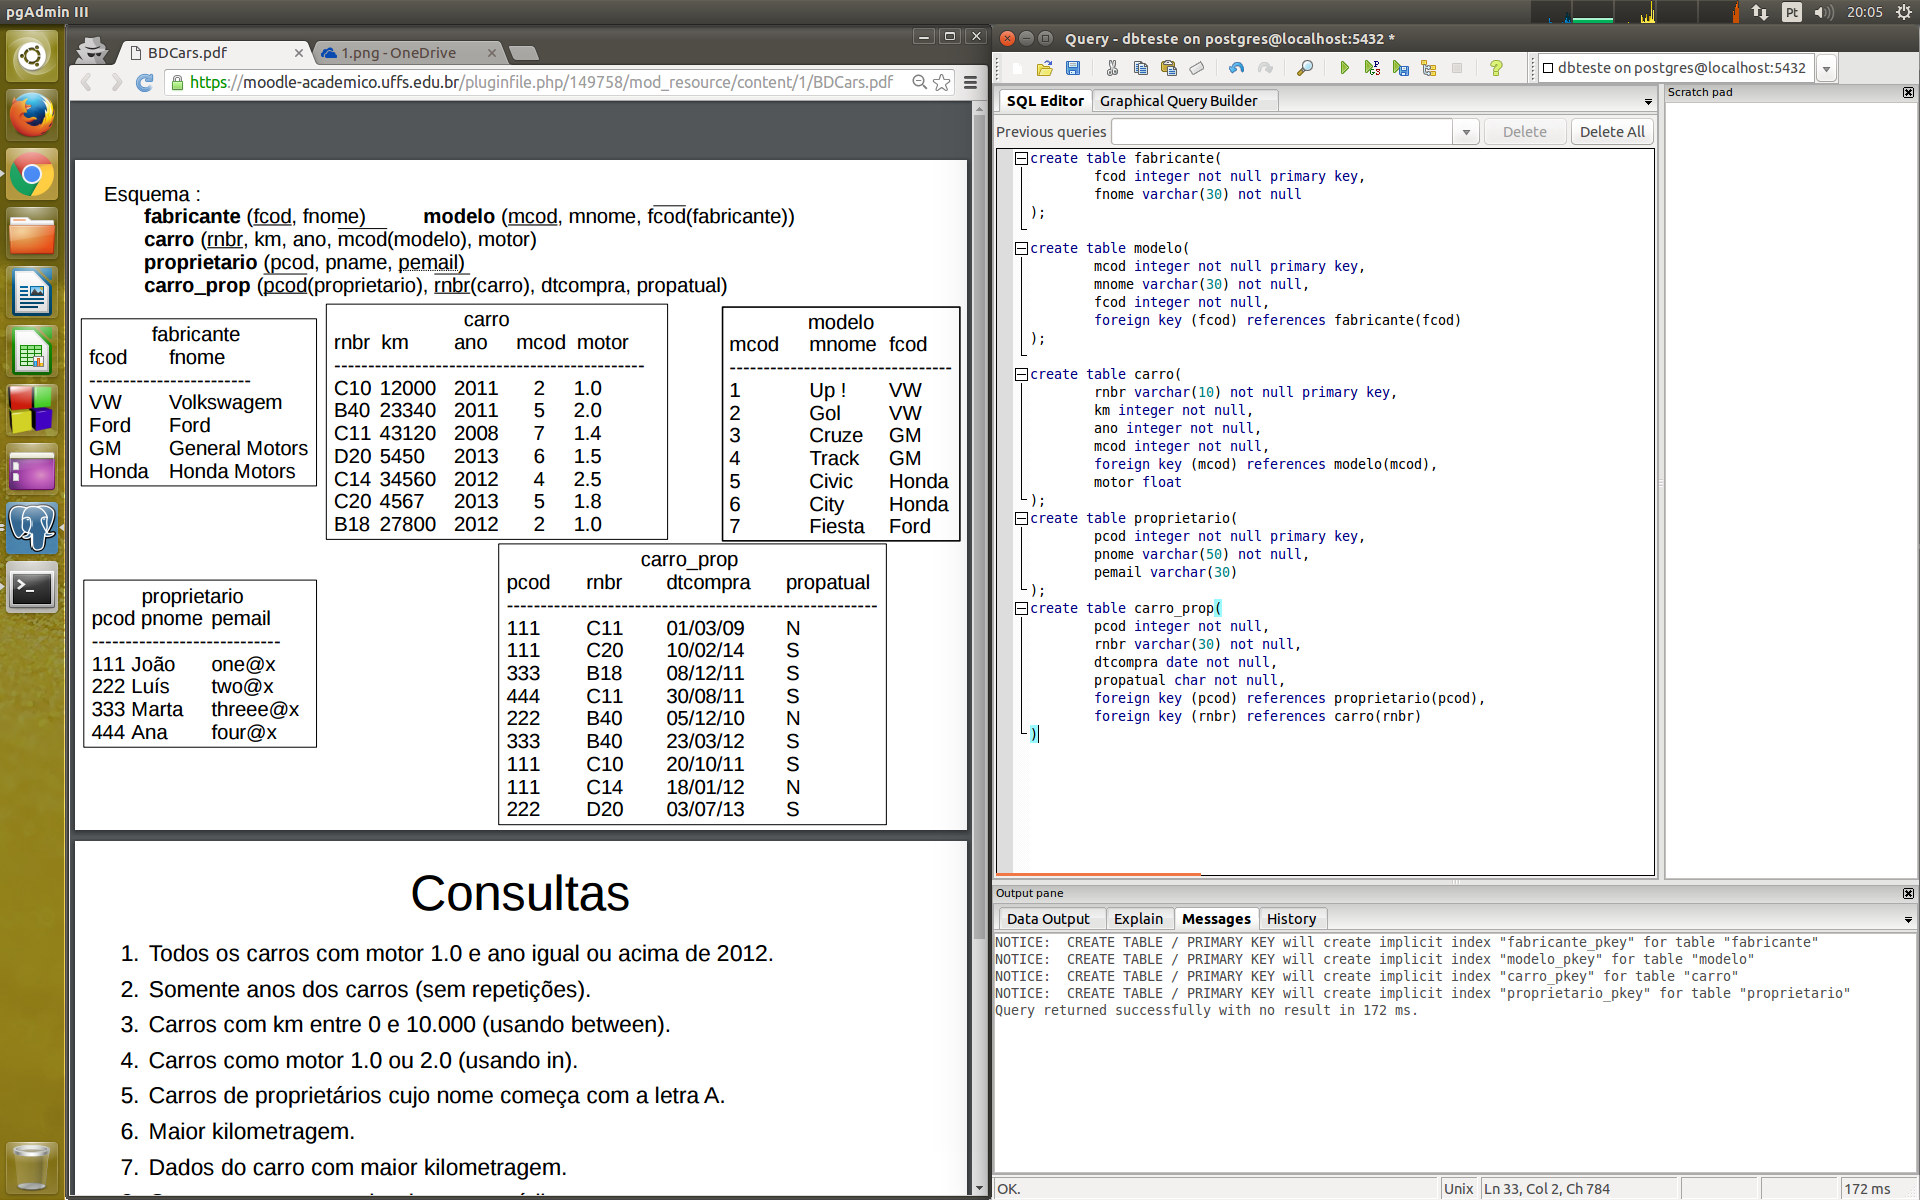 pgAdmin III
Pt
20:05
BDCars.pdf
1.png - OneDrive
https://moodle-academico.uffs.edu.br/pluginfile.php/149758/mod_resource/content/1/BDCars.pdf
Esquema :
fabricante (fcod, fnome) modelo (mcod, mnome, fcod(fabricante))
carro (rnbr, km, ano, mcod(modelo), motor)
proprietario (pcod, pname, pemail)
carro_prop (pcod(proprietario), rnbr(carro), dtcompra, propatual)
fabricante
fcod fnome
------------------------
VW Volkswagem
Ford Ford
GM General Motors
Honda Honda Motors
carro
rnbr km ano mcod motor
----------------------------------------------
C10 12000 2011 2 1.0
B40 23340 2011 5 2.0
C11 43120 2008 7 1.4
D20 5450 2013 6 1.5
C14 34560 2012 4 2.5
C20 4567 2013 5 1.8
B18 27800 2012 2 1.0
modelo
mcod mnome fcod
---------------------------------
1 Up ! VW
2 Gol VW
3 Cruze GM
4 Track GM
5 Civic Honda
6 City Honda
7 Fiesta Ford
proprietario
pcod pnome pemail
----------------------------
111 João one@x
222 Luís two@x
333 Marta threee@x
444 Ana four@x
carro_prop
pcod rnbr dtcompra propatual
-------------------------------------------------------
111 C11 01/03/09 N
111 C20 10/02/14 S
333 B18 08/12/11 S
444 C11 30/08/11 S
222 B40 05/12/10 N
333 B40 23/03/12 S
111 C10 20/10/11 S
111 C14 18/01/12 N
222 D20 03/07/13 S
Consultas
1. Todos os carros com motor 1.0 e ano igual ou acima de 2012.
2. Somente anos dos carros (sem repetições).
3. Carros com km entre 0 e 10.000 (usando between).
4. Carros como motor 1.0 ou 2.0 (usando in).
5. Carros de proprietários cujo nome começa com a letra A.
6. Maior kilometragem.
7. Dados do carro com maior kilometragem.
Query - dbteste on postgres@localhost:5432 *
dbteste on postgres@localhost:5432
SQL Editor
Graphical Query Builder
Previous queries
Delete
Delete All
create table fabricante(
fcod integer not null primary key,
fnome varchar(30) not null
);
create table modelo(
mcod integer not null primary key,
mnome varchar(30) not null,
fcod integer not null,
foreign key (fcod) references fabricante(fcod)
);
create table carro(
rnbr varchar(10) not null primary key,
km integer not null,
ano integer not null,
mcod integer not null,
foreign key (mcod) references modelo(mcod),
motor float
);
create table proprietario(
pcod integer not null primary key,
pnome varchar(50) not null,
pemail varchar(30)
);
create table carro_prop(
pcod integer not null,
rnbr varchar(30) not null,
dtcompra date not null,
propatual char not null,
foreign key (pcod) references proprietario(pcod),
foreign key (rnbr) references carro(rnbr)
)
Scratch pad
Output pane
Data Output
Explain
Messages
History
NOTICE:  CREATE TABLE / PRIMARY KEY will create implicit index "fabricante_pkey" for table "fabricante"
NOTICE:  CREATE TABLE / PRIMARY KEY will create implicit index "modelo_pkey" for table "modelo"
NOTICE:  CREATE TABLE / PRIMARY KEY will create implicit index "carro_pkey" for table "carro"
NOTICE:  CREATE TABLE / PRIMARY KEY will create implicit index "proprietario_pkey" for table "proprietario"
Query returned successfully with no result in 172 ms.
OK.
Unix
Ln 33, Col 2, Ch 784
172 ms